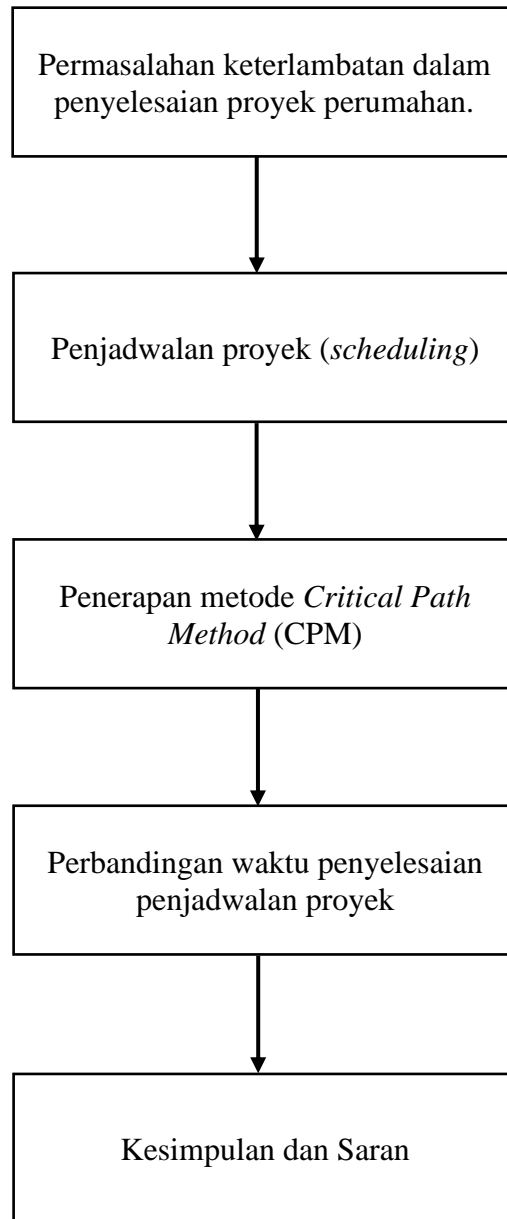 Permasalahan keterlambatan dalam
penyelesaian proyek perumahan.
Penjadwalan proyek (scheduling)
Penerapan metode Critical Path
Method (CPM)
Perbandingan waktu penyelesaian
penjadwalan proyek
Kesimpulan dan Saran